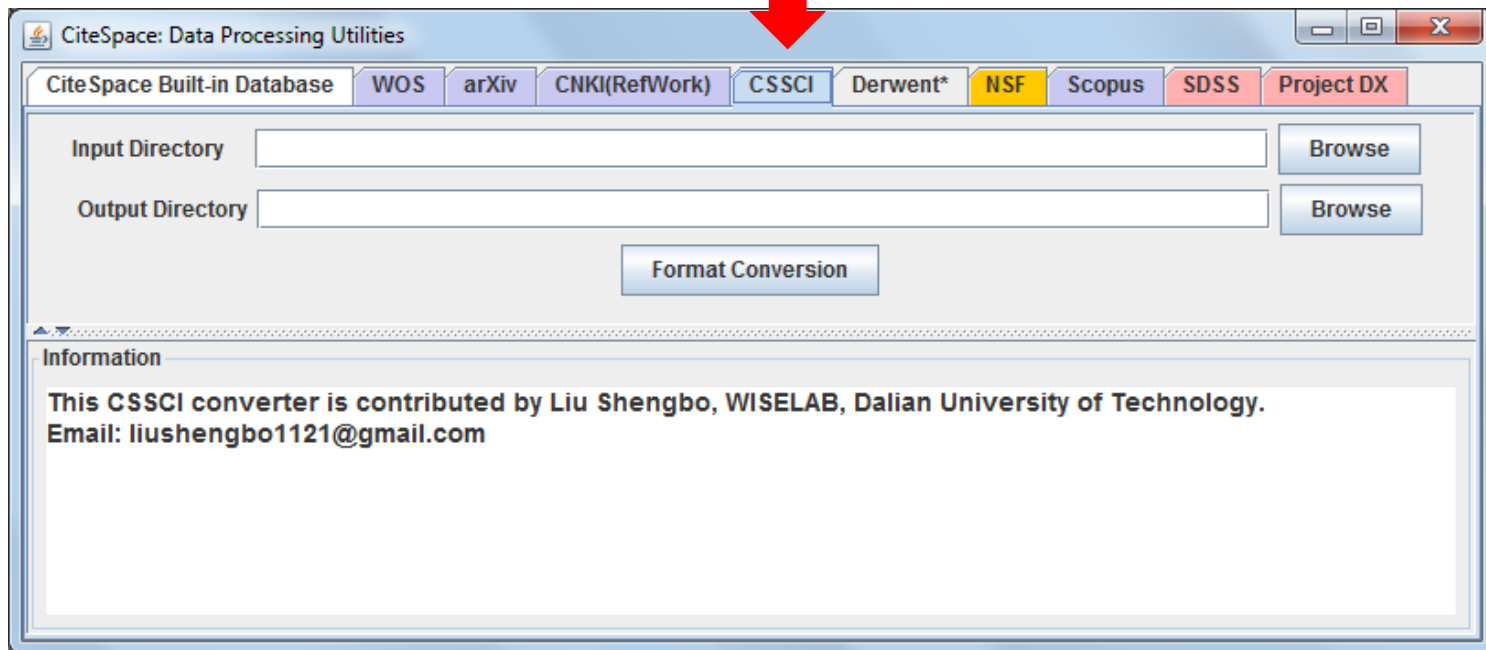 CiteSpace: Data Processing Utilities
CiteSpace Built-in Database WOS arXiv CNKI(RefWork) CSSCI Derwent* NSF Scopus SDSS Project DX
Input Directory Browse
Output Directory Browse
Format Conversion
Information
This CSSCI converter is contributed by Liu Shengbo, WISELAB, Dalian University of Technology.
Email: liushengbo1121@gmail.com